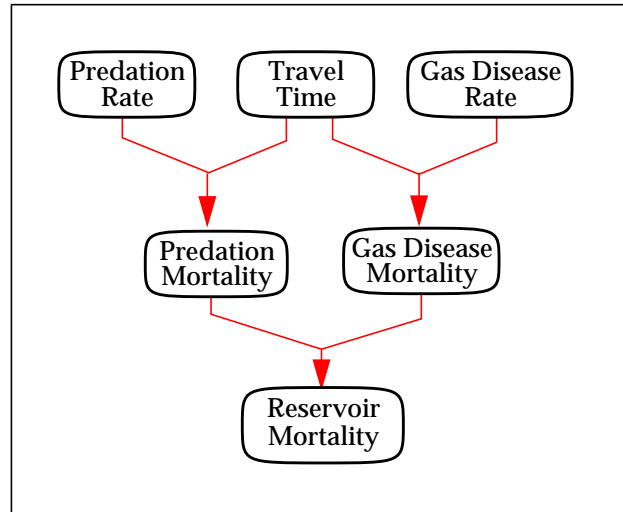 Predation
Rate
Travel
Time
Gas Disease
Rate
Predation
Mortality
Gas Disease
Mortality
Reservoir
Mortality